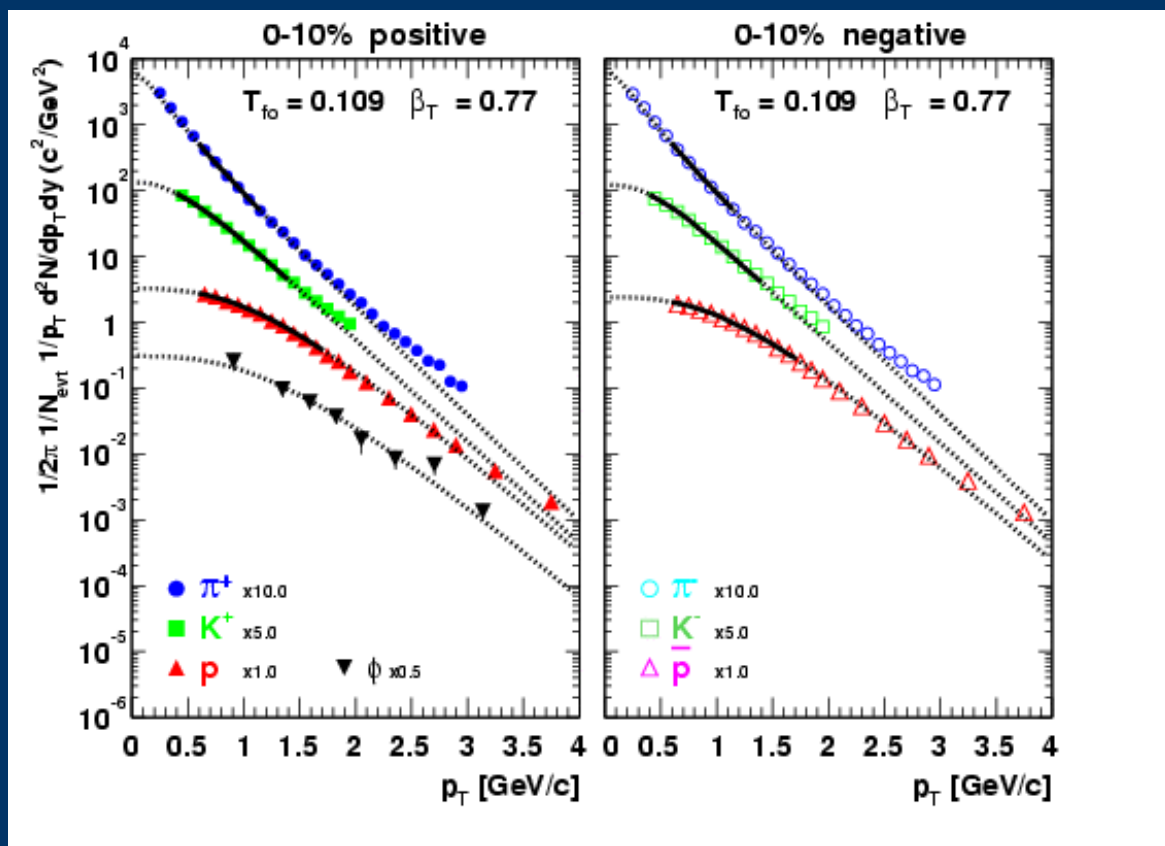 0-10% positive
0-10% negative
T_fo = 0.109 β_T = 0.77
T_fo = 0.109 β_T = 0.77
1/2π 1/N_evt 1/p_T d²N/dp_T dy (c²/GeV²)
10⁴
10³
10²
10
1
10⁻¹
10⁻²
10⁻³
10⁻⁴
10⁻⁵
10⁻⁶
π⁺ x10.0
K⁺ x5.0
p x1.0
ϕ x0.5
π⁻ x10.0
K⁻ x5.0
p̅ x1.0
0 0.5 1 1.5 2 2.5 3 3.5 4
0 0.5 1 1.5 2 2.5 3 3.5 4
p_T [GeV/c]
p_T [GeV/c]